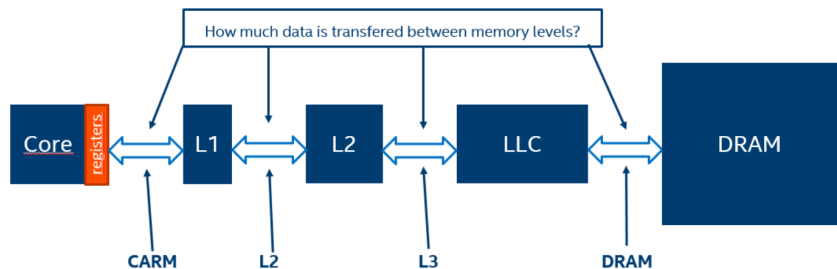 How much data is transfered between memory levels?
Core
registers
L1
L2
LLC
DRAM
CARM
L2
L3
DRAM